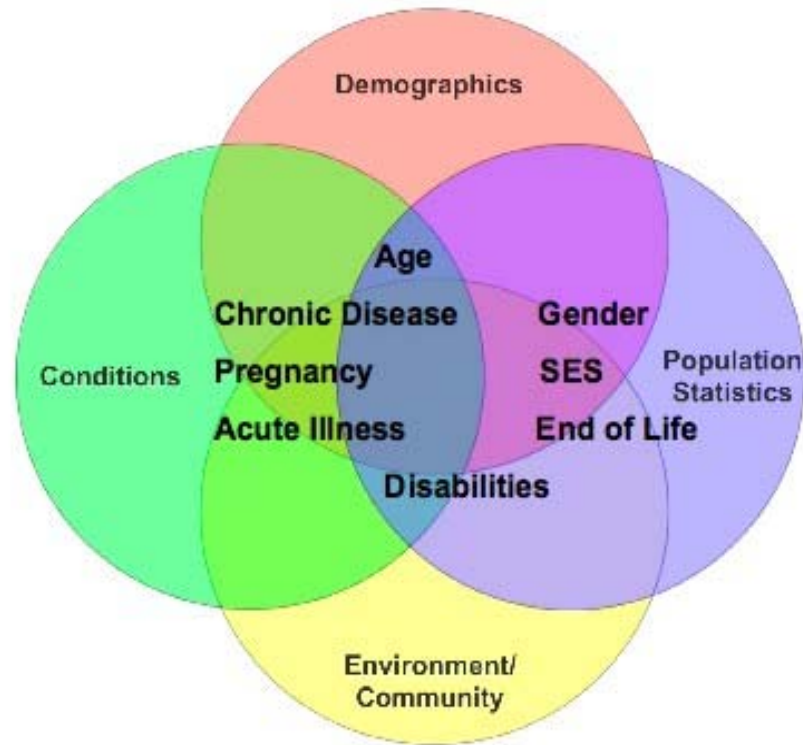 Demographics
Age
Chronic Disease
Gender
Conditions
Pregnancy
SES
Population
Statistics
Acute Illness
End of Life
Disabilities
Environment/
Community